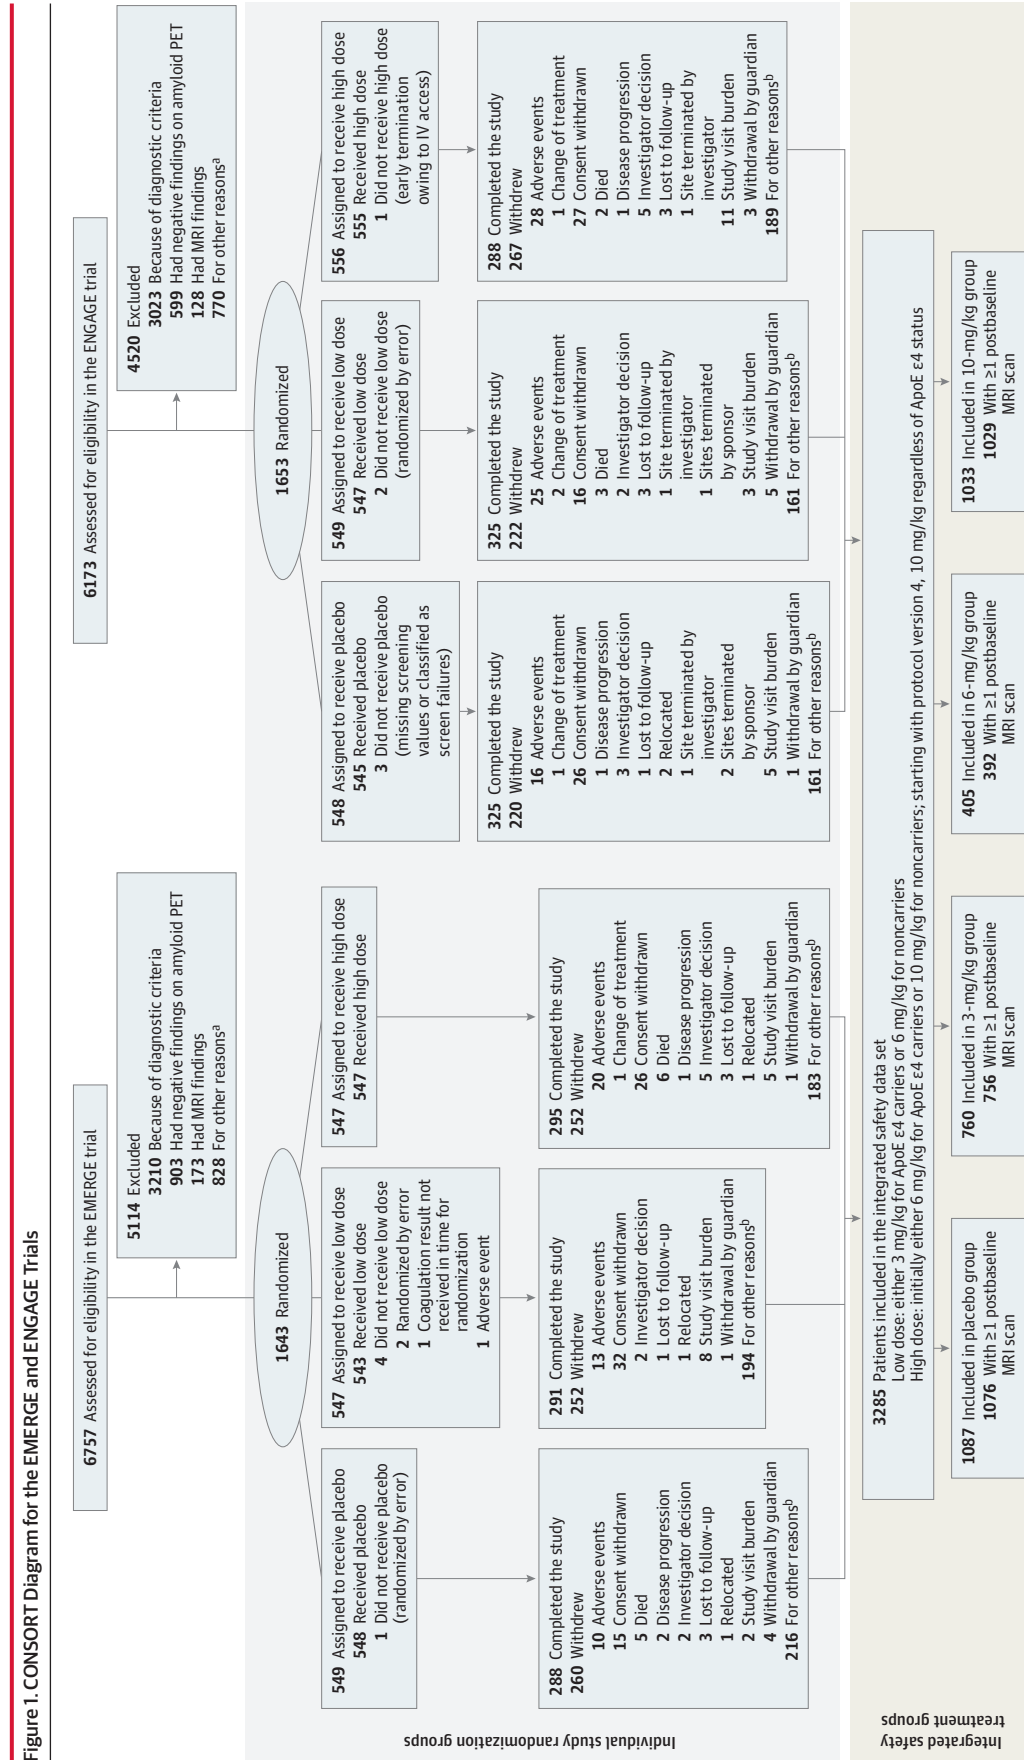 Figure 1. CONSORT Diagram for the EMERGE and ENGAGE Trials
6757 Assessed for eligibility in the EMERGE trial
5114 Excluded
3210 Because of diagnostic criteria
903 Had negative findings on amyloid PET
173 Had MRI findings
828 For other reasonsᵃ
1643 Randomized
549 Assigned to receive placebo
548 Received placebo
1 Did not receive placebo
(randomized by error)
547 Assigned to receive low dose
543 Received low dose
4 Did not receive low dose
2 Randomized by error
1 Coagulation result not
received in time for
randomization
1 Adverse event
547 Assigned to receive high dose
547 Received high dose
288 Completed the study
260 Withdrew
10 Adverse events
15 Consent withdrawn
5 Died
2 Disease progression
2 Investigator decision
3 Lost to follow-up
1 Relocated
2 Study visit burden
4 Withdrawal by guardian
216 For other reasonsᵇ
291 Completed the study
252 Withdrew
13 Adverse events
32 Consent withdrawn
2 Investigator decision
1 Lost to follow-up
1 Relocated
8 Study visit burden
1 Withdrawal by guardian
194 For other reasonsᵇ
295 Completed the study
252 Withdrew
20 Adverse events
1 Change of treatment
26 Consent withdrawn
6 Died
1 Disease progression
5 Investigator decision
3 Lost to follow-up
1 Relocated
5 Study visit burden
1 Withdrawal by guardian
183 For other reasonsᵇ
6173 Assessed for eligibility in the ENGAGE trial
4520 Excluded
3023 Because of diagnostic criteria
599 Had negative findings on amyloid PET
128 Had MRI findings
770 For other reasonsᵃ
1653 Randomized
548 Assigned to receive placebo
545 Received placebo
3 Did not receive placebo
(missing screening
values or classified as
screen failures)
549 Assigned to receive low dose
547 Received low dose
2 Did not receive low dose
(randomized by error)
556 Assigned to receive high dose
555 Received high dose
1 Did not receive high dose
(early termination
owing to IV access)
325 Completed the study
220 Withdrew
16 Adverse events
1 Change of treatment
26 Consent withdrawn
1 Disease progression
3 Investigator decision
1 Lost to follow-up
2 Relocated
1 Site terminated by
investigator
2 Sites terminated
by sponsor
5 Study visit burden
1 Withdrawal by guardian
161 For other reasonsᵇ
325 Completed the study
222 Withdrew
25 Adverse events
2 Change of treatment
16 Consent withdrawn
3 Died
2 Investigator decision
3 Lost to follow-up
1 Site terminated by
investigator
1 Sites terminated
by sponsor
3 Study visit burden
5 Withdrawal by guardian
161 For other reasonsᵇ
288 Completed the study
267 Withdrew
28 Adverse events
1 Change of treatment
27 Consent withdrawn
2 Died
1 Disease progression
5 Investigator decision
3 Lost to follow-up
1 Site terminated by
investigator
11 Study visit burden
3 Withdrawal by guardian
189 For other reasonsᵇ
Individual study randomization groups
3285 Patients included in the integrated safety data set
Low dose: either 3 mg/kg for ApoE ε4 carriers or 6 mg/kg for noncarriers
High dose: initially either 6 mg/kg for ApoE ε4 carriers or 10 mg/kg for noncarriers; starting with protocol version 4, 10 mg/kg regardless of ApoE ε4 status
1087 Included in placebo group
1076 With ≥1 postbaseline
MRI scan
760 Included in 3-mg/kg group
756 With ≥1 postbaseline
MRI scan
405 Included in 6-mg/kg group
392 With ≥1 postbaseline
MRI scan
1033 Included in 10-mg/kg group
1029 With ≥1 postbaseline
MRI scan
Integrated safety
treatment groups